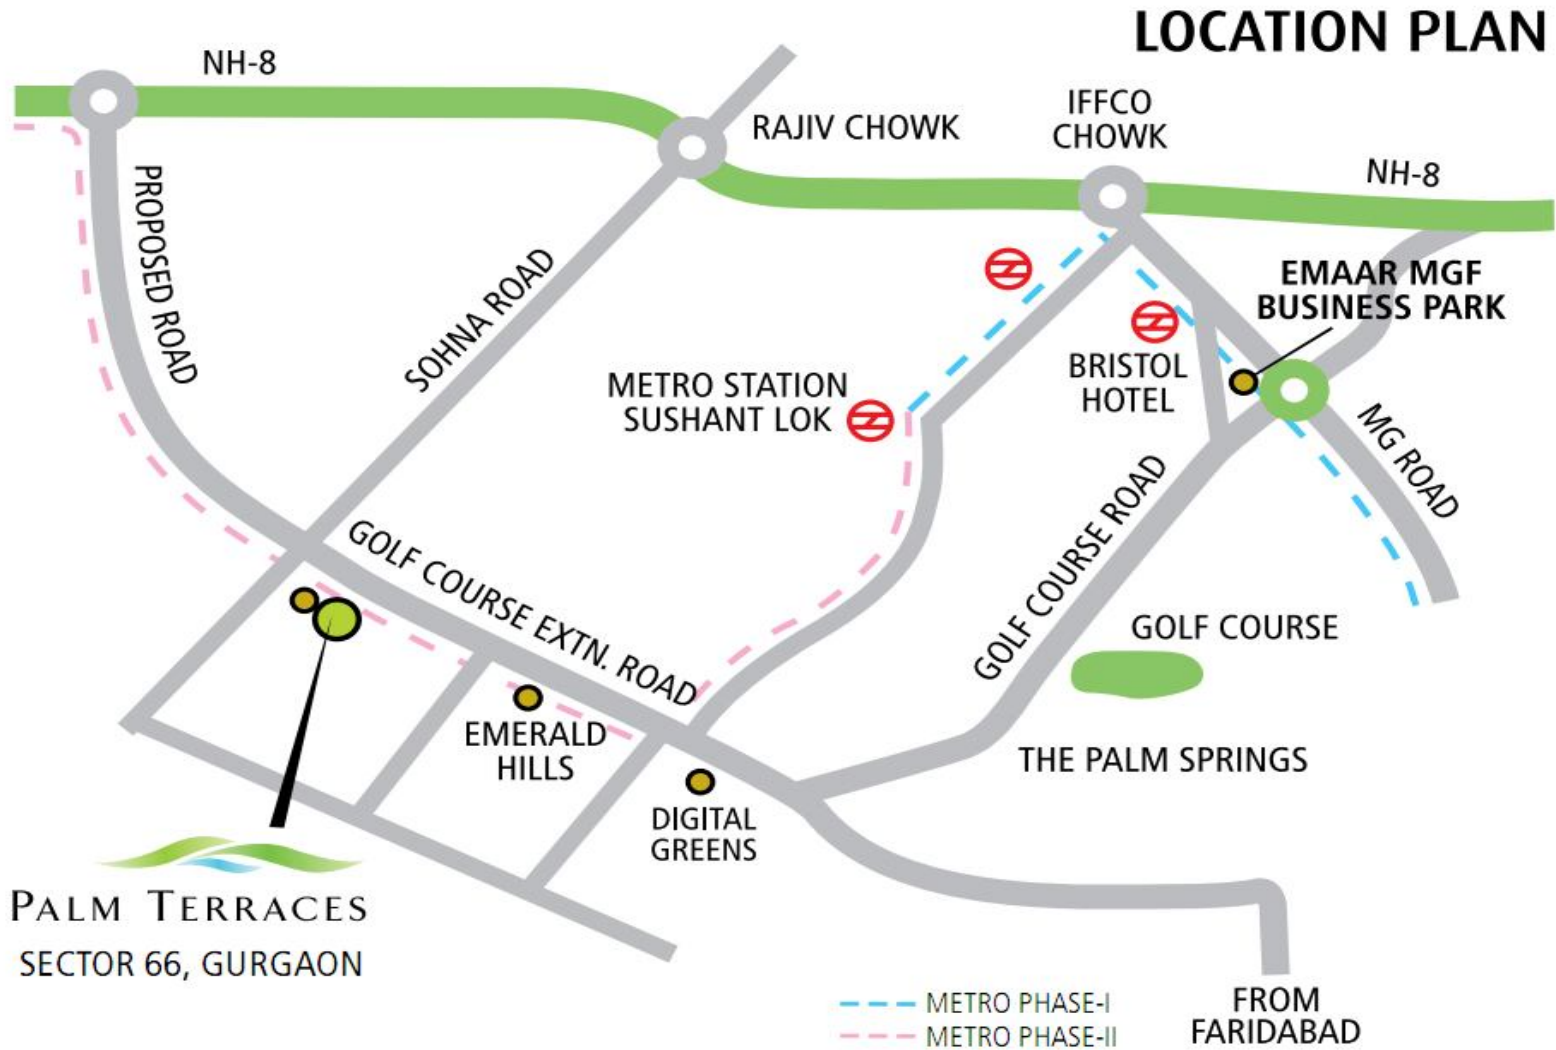 LOCATION PLAN
NH-8
RAJIV CHOWK
IFFCO
CHOWK
NH-8
PROPOSED ROAD
SOHNA ROAD
EMAAR MGF
BUSINESS PARK
METRO STATION
SUSHANT LOK
BRISTOL
HOTEL
MG ROAD
GOLF COURSE EXTN. ROAD
GOLF COURSE ROAD
GOLF COURSE
EMERALD
HILLS
THE PALM SPRINGS
DIGITAL
GREENS
PALM TERRACES
SECTOR 66, GURGAON
METRO PHASE-I
METRO PHASE-II
FROM
FARIDABAD